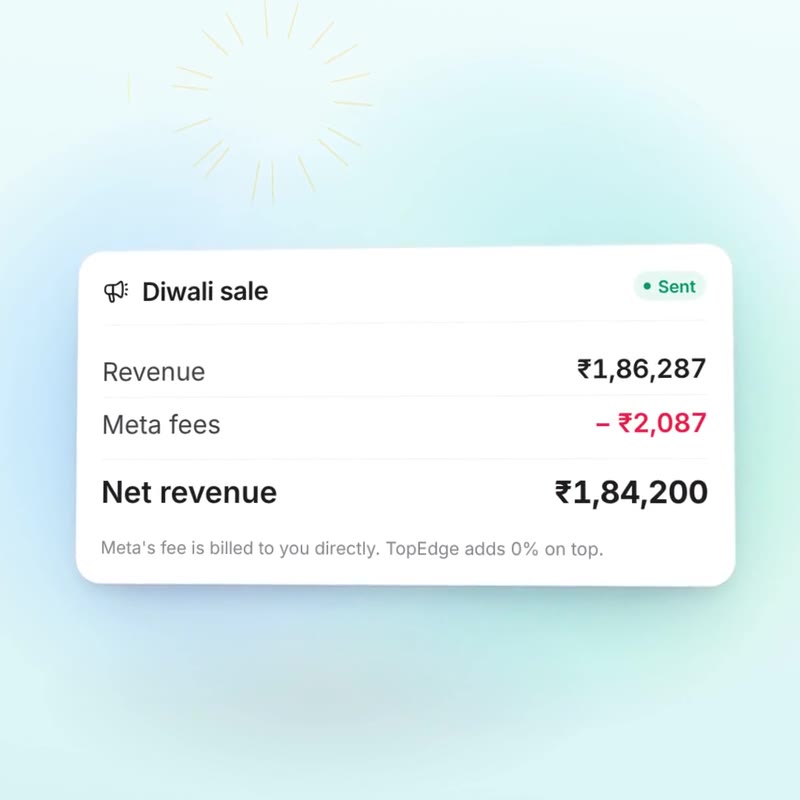 Diwali sale
Sent
Revenue ₹1,86,287
Meta fees – ₹2,087
Net revenue ₹1,84,200
Meta's fee is billed to you directly. TopEdge adds 0% on top.